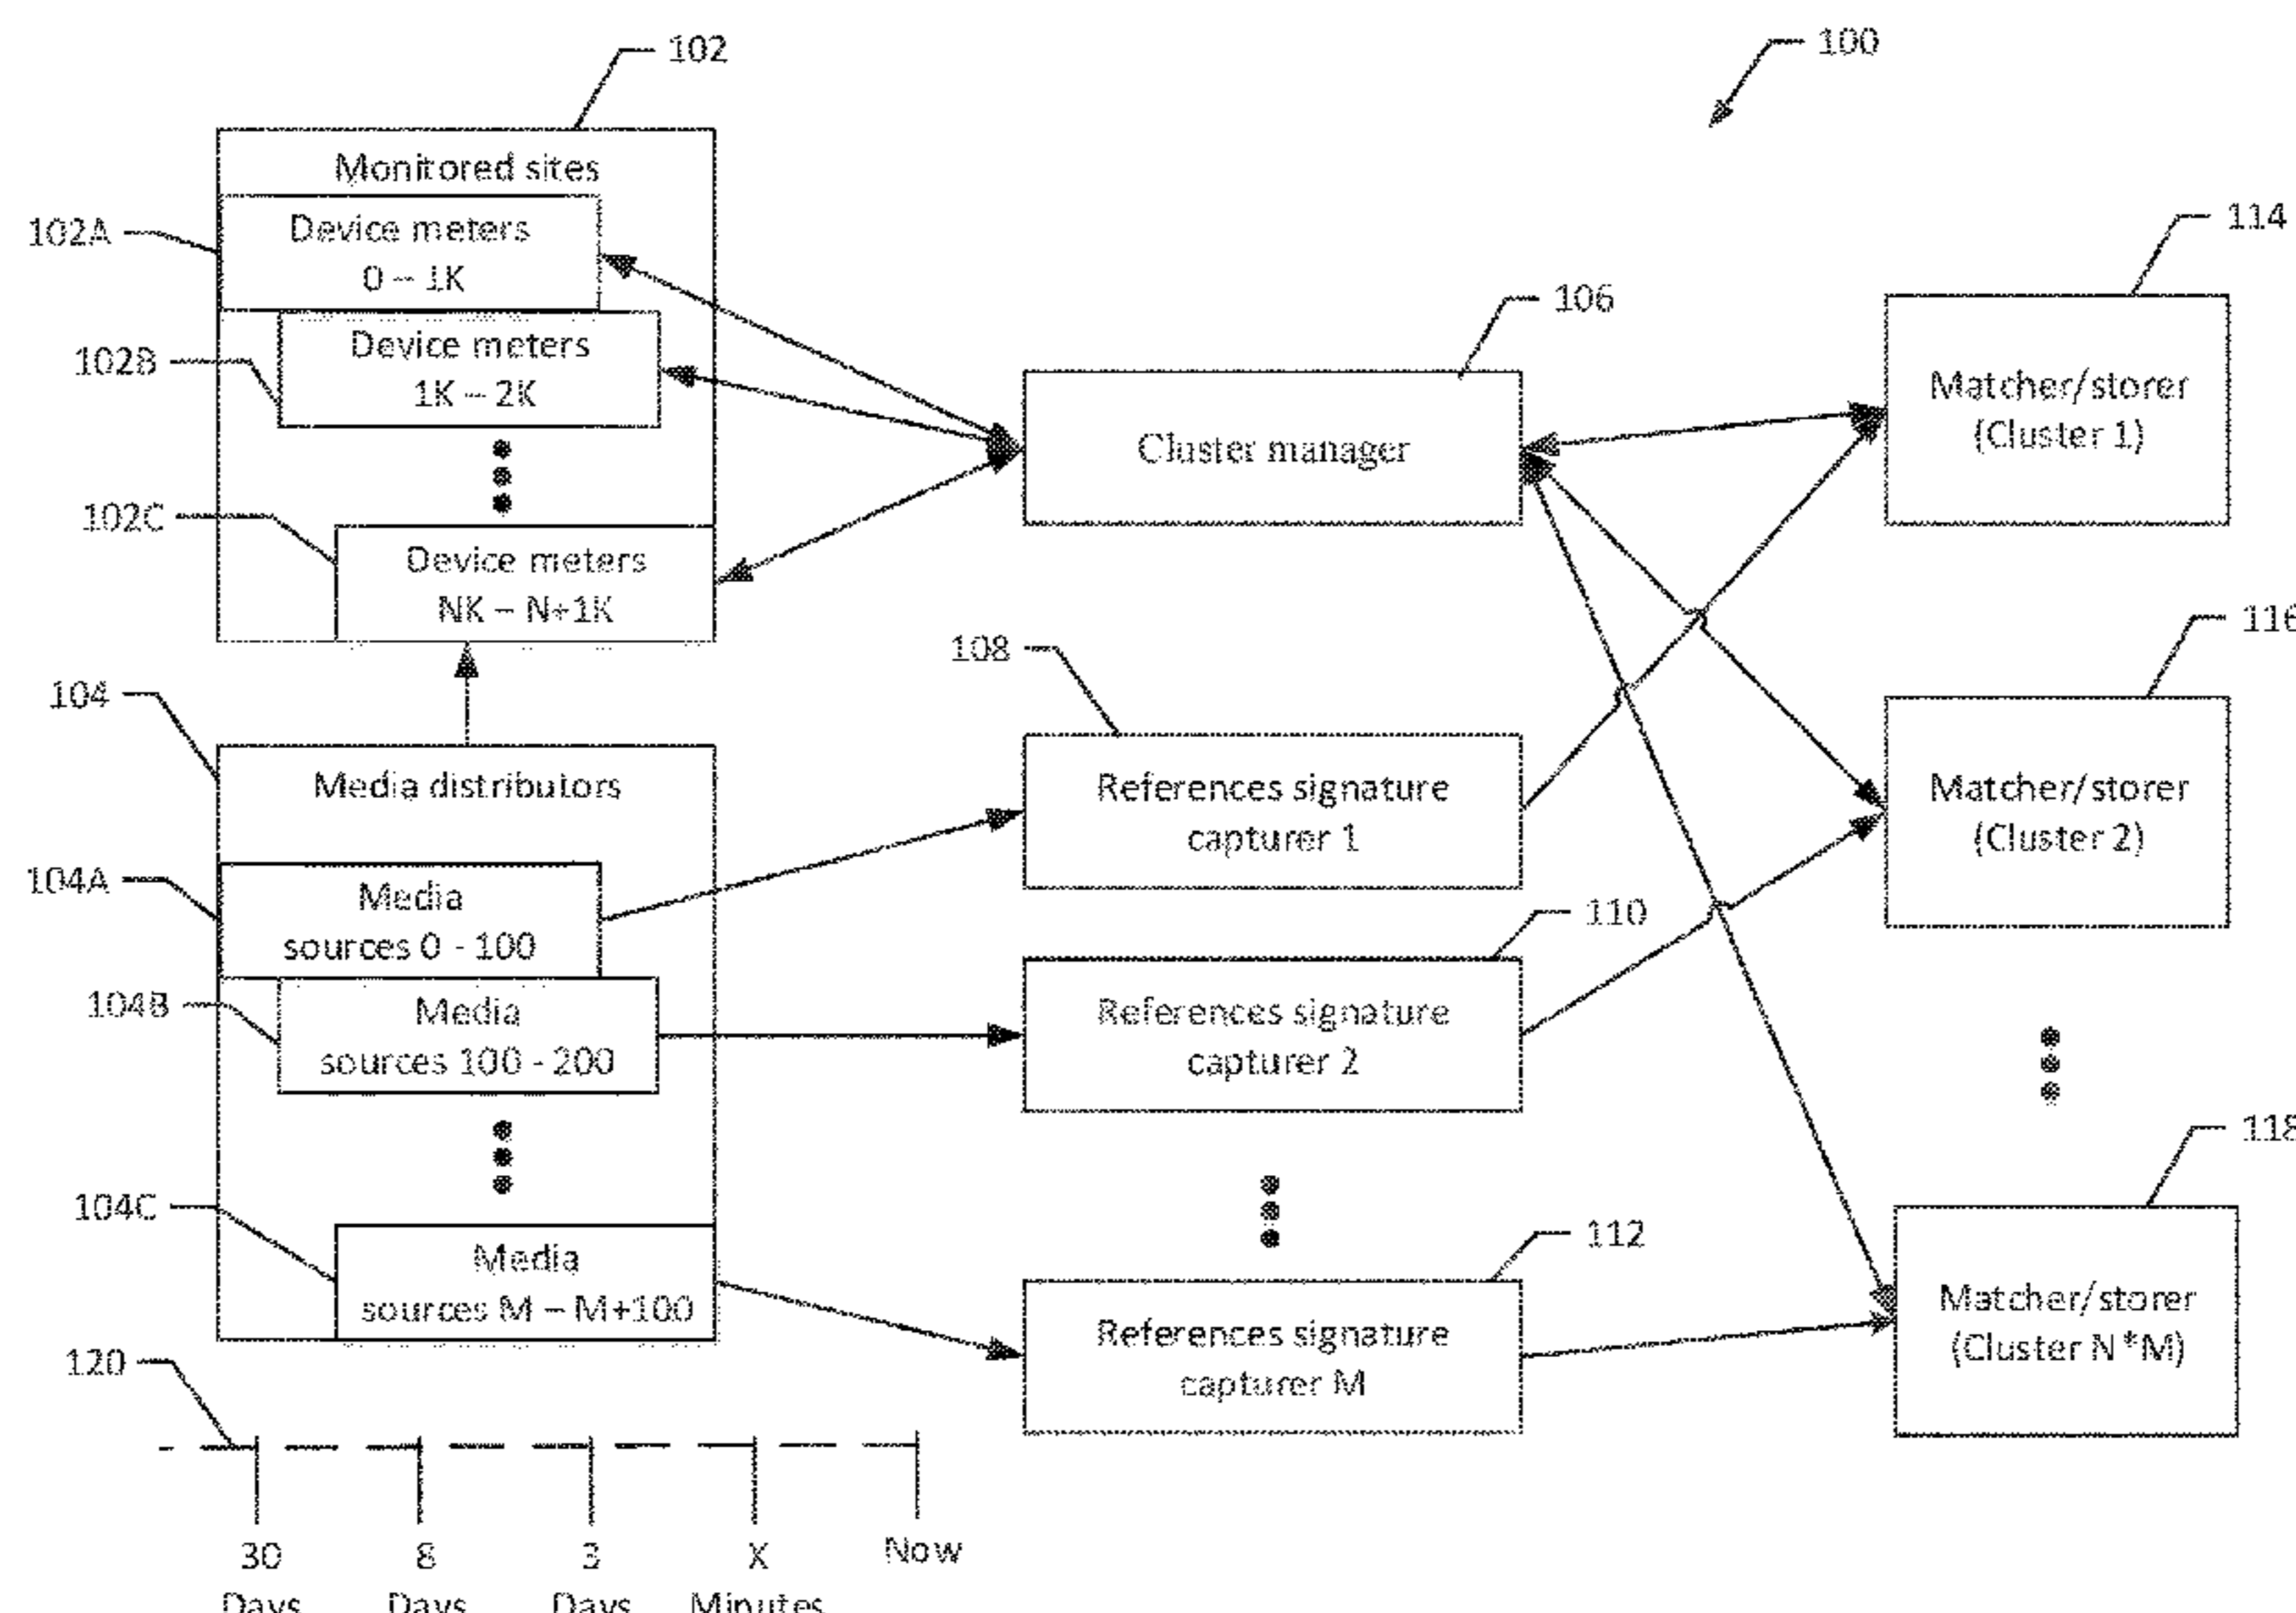 102
100
Monitored sites
102A
Device meters
0 – 1K
102B
Device meters
1K – 2K
102C
Device meters
NK – N+1K
106
Cluster manager
114
Matcher/storer
(Cluster 1)
104
Media distributors
104A
Media
sources 0 - 100
104B
Media
sources 100 - 200
104C
Media
sources M – M+100
108
References signature
capturer 1
110
References signature
capturer 2
112
References signature
capturer M
116
Matcher/storer
(Cluster 2)
118
Matcher/storer
(Cluster N*M)
120
30
Days
8
Days
3
Days
X
Minutes
Now